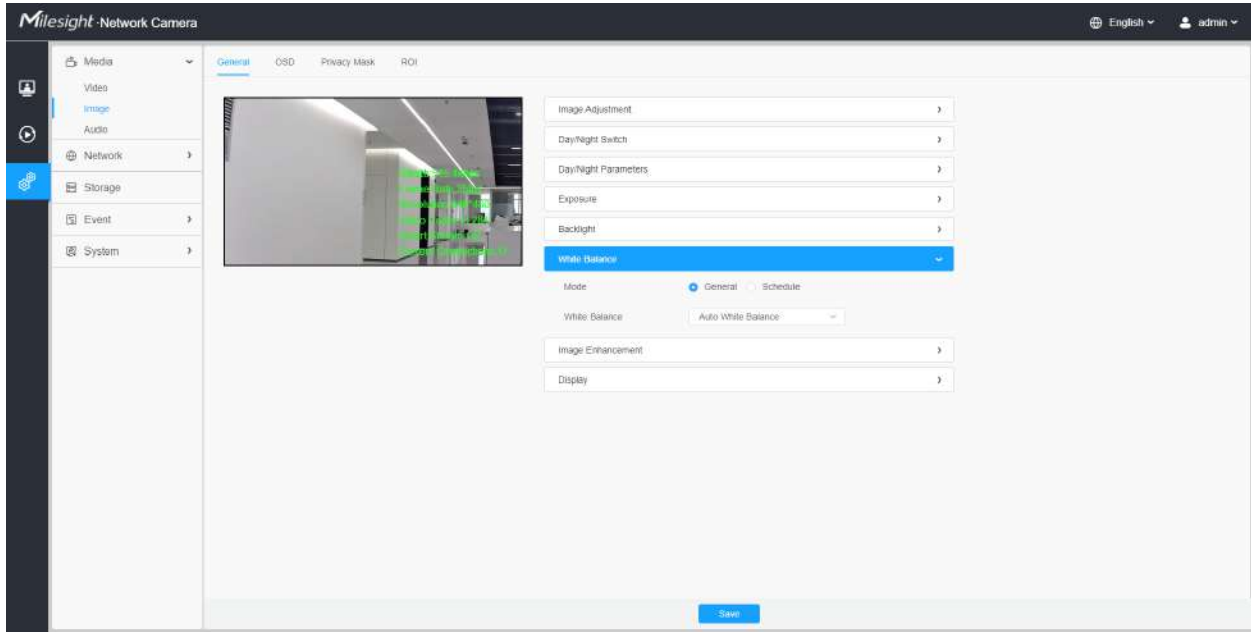 Milesight·Network Camera
English
admin
Media
Video
Image
Audio
Network
Storage
Event
System
General OSD Privacy Mask ROI
Image Adjustment
Day/Night Switch
Day/Night Parameters
Exposure
Backlight
White Balance
Mode General Schedule
White Balance Auto White Balance
Image Enhancement
Display
Save